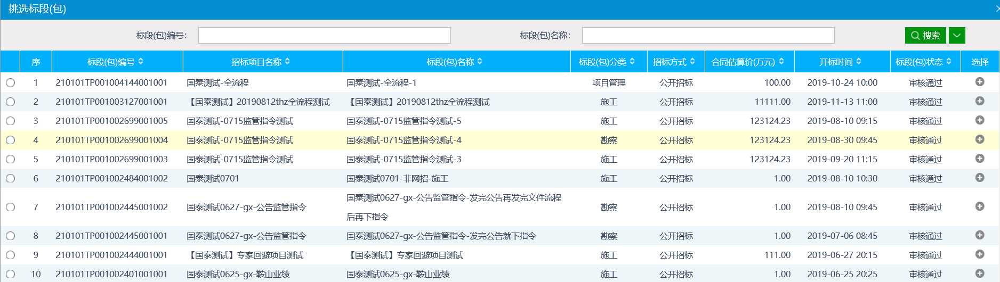 挑选标段(包)
标段(包)编号： 标段(包)名称： 搜索
序 标段(包)编号 招标项目名称 标段(包)名称 标段(包)分类 招标方式 合同估算价(万元) 开标时间 标段(包)状态 选择
1 210101TP001004144001001 国泰测试-全流程 国泰测试-全流程-1 项目管理 公开招标 100.00 2019-10-24 10:00 审核通过
2 210101TP001003127001001 【国泰测试】20190812thz全流程测试 【国泰测试】20190812thz全流程测试 施工 公开招标 11111.00 2019-11-13 11:00 审核通过
3 210101TP001002699001005 国泰测试-0715监管指令测试 国泰测试-0715监管指令测试-5 施工 公开招标 123124.23 2019-08-10 09:15 审核通过
4 210101TP001002699001004 国泰测试-0715监管指令测试 国泰测试-0715监管指令测试-4 勘察 公开招标 123124.23 2019-08-30 09:45 审核通过
5 210101TP001002699001003 国泰测试-0715监管指令测试 国泰测试-0715监管指令测试-3 施工 公开招标 123124.23 2019-09-20 11:15 审核通过
6 210101TP001002484001002 国泰测试0701 国泰测试0701-非网招-施工 施工 公开招标 1.00 2019-08-10 10:30 审核通过
7 210101TP001002445001002 国泰测试0627-gx-公告监管指令 国泰测试0627-gx-公告监管指令-发完公告再发完文件流程 勘察 公开招标 1.00 2019-08-10 09:45 审核通过
后再下指令
8 210101TP001002445001001 国泰测试0627-gx-公告监管指令 国泰测试0627-gx-公告监管指令-发完公告就下指令 勘察 公开招标 1.00 2019-07-06 08:45 审核通过
9 210101TP001002444001001 【国泰测试】专家回避项目测试 【国泰测试】专家回避项目测试 施工 公开招标 111.00 2019-06-27 20:15 审核通过
10 210101TP001002401001001 国泰测试0625-gx-鞍山业绩 国泰测试0625-gx-鞍山业绩 施工 公开招标 1.00 2019-06-25 20:25 审核通过